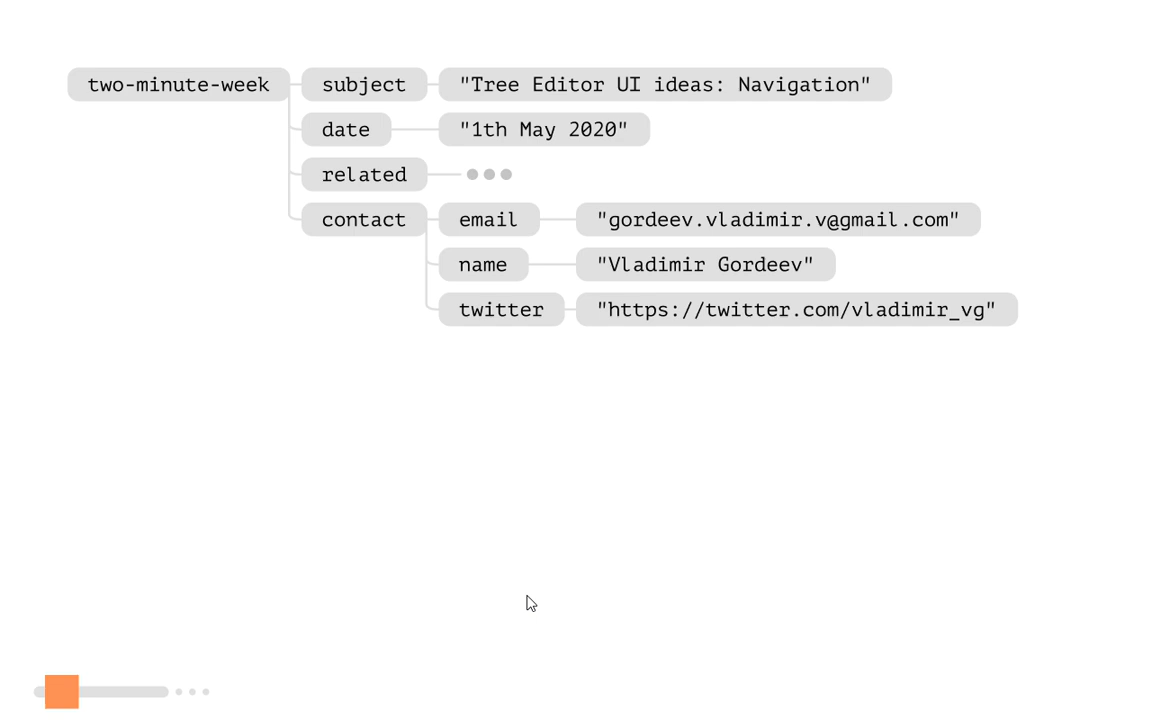 two-minute-week subject "Tree Editor UI ideas: Navigation"
date "1th May 2020"
related
contact email "gordeev.vladimir.v@gmail.com"
name "Vladimir Gordeev"
twitter "https://twitter.com/vladimir_vg"